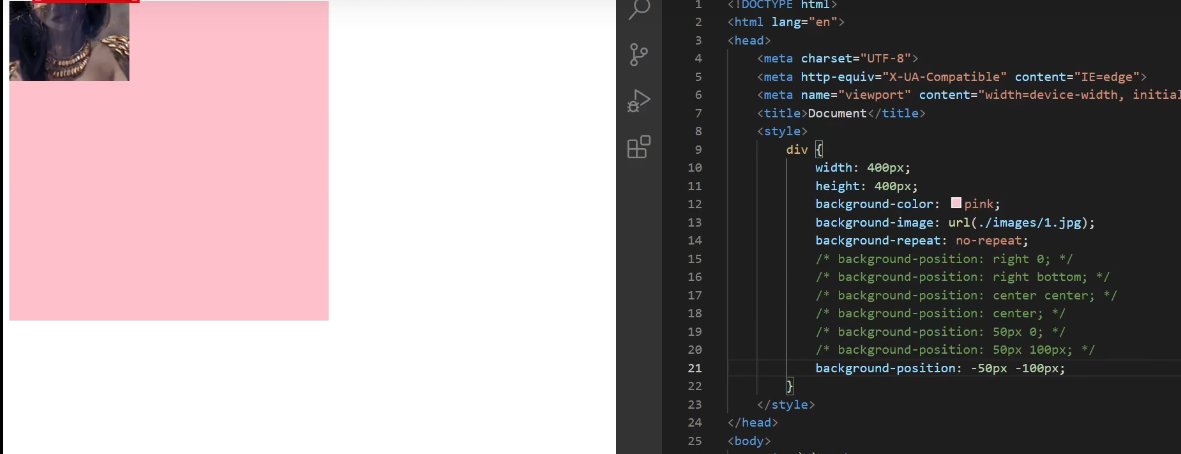 1 <!DOCTYPE html>
2 <html lang="en">
3 <head>
4 <meta charset="UTF-8">
5 <meta http-equiv="X-UA-Compatible" content="IE=edge">
6 <meta name="viewport" content="width=device-width, initial
7 <title>Document</title>
8 <style>
9 div {
10 width: 400px;
11 height: 400px;
12 background-color: pink;
13 background-image: url(./images/1.jpg);
14 background-repeat: no-repeat;
15 /* background-position: right 0; */
16 /* background-position: right bottom; */
17 /* background-position: center center; */
18 /* background-position: center; */
19 /* background-position: 50px 0; */
20 /* background-position: 50px 100px; */
21 background-position: -50px -100px;
22 }
23 </style>
24 </head>
25 <body>